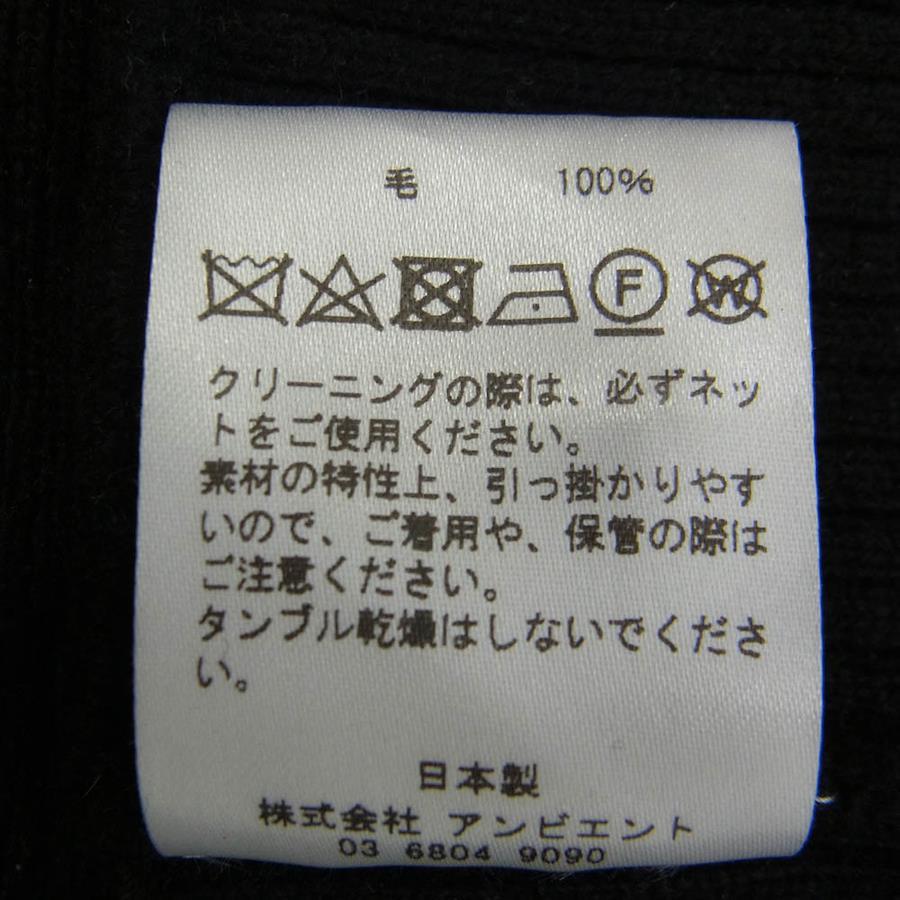 毛 100%
F W
クリーニングの際は、必ずネッ
トをご使用ください。
素材の特性上、引っ掛かりやす
いので、ご着用や、保管の際は
ご注意ください。
タンブル乾燥はしないでくださ
い。
日本製
株式会社 アンビエント
03 6804 9090